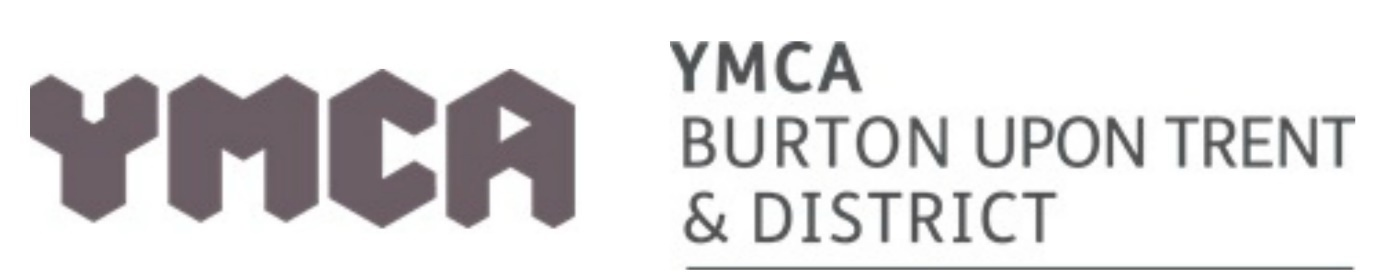 YMCA
YMCA
BURTON UPON TRENT
& DISTRICT